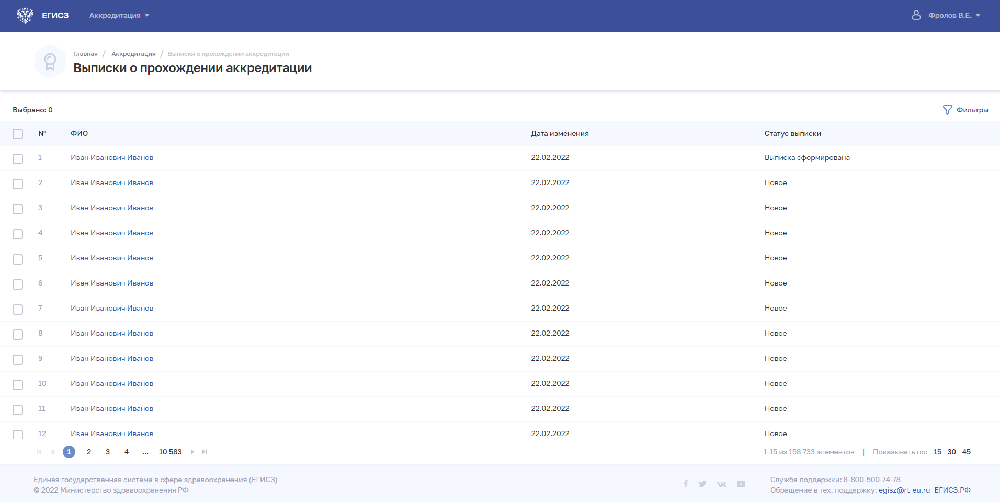 ЕГИСЗ Аккредитация Фролов В.Е.
Главная / Аккредитация / Выписки о прохождении аккредитации
Выписки о прохождении аккредитации
Выбрано: 0 Фильтры
№ ФИО Дата изменения Статус выписки
1 Иван Иванович Иванов 22.02.2022 Выписка сформирована
2 Иван Иванович Иванов 22.02.2022 Новое
3 Иван Иванович Иванов 22.02.2022 Новое
4 Иван Иванович Иванов 22.02.2022 Новое
5 Иван Иванович Иванов 22.02.2022 Новое
6 Иван Иванович Иванов 22.02.2022 Новое
7 Иван Иванович Иванов 22.02.2022 Новое
8 Иван Иванович Иванов 22.02.2022 Новое
9 Иван Иванович Иванов 22.02.2022 Новое
10 Иван Иванович Иванов 22.02.2022 Новое
11 Иван Иванович Иванов 22.02.2022 Новое
12 Иван Иванович Иванов 22.02.2022 Новое
1 2 3 4 ... 10 583 1-15 из 158 733 элементов | Показывать по: 15 30 45
Единая государственная система в сфере здравоохранения (ЕГИСЗ) Служба поддержки: 8-800-500-74-78
© 2022 Министерство здравоохранения РФ Обращение в тех. поддержку: egisz@rt-eu.ru ЕГИСЗ.РФ